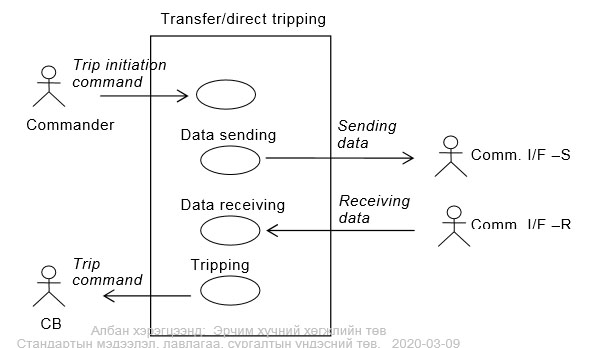 Transfer/direct tripping
Trip initiation
command
Commander
Data sending
Sending
data
Comm. I/F –S
Data receiving
Receiving
data
Comm. I/F –R
Tripping
Trip
command
CB
Албан хэрэгцээнд: Эрчим хүчний хөгжлийн төв
Стандартын мэдээлэл, лавлагаа, сургалтын үндэсний төв. 2020-03-09